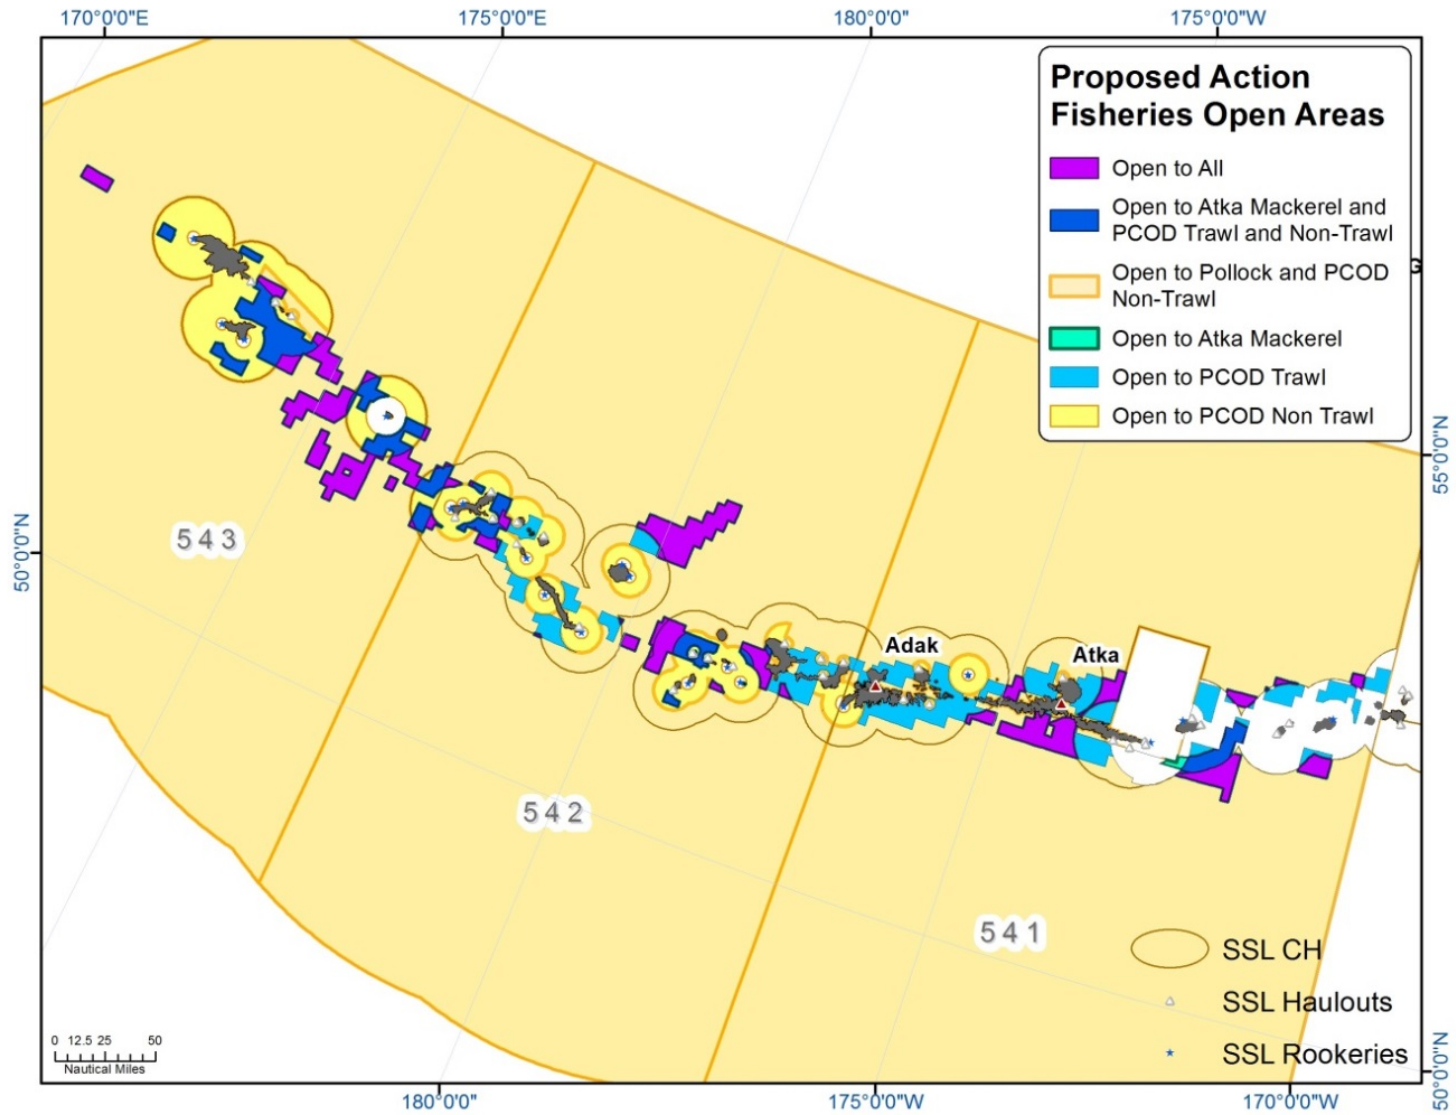 170°0'0"E
175°0'0"E
180°0'0"
175°0'0"W
Proposed Action
Fisheries Open Areas
Open to All
Open to Atka Mackerel and
PCOD Trawl and Non-Trawl
Open to Pollock and PCOD
Non-Trawl
Open to Atka Mackerel
Open to PCOD Trawl
Open to PCOD Non Trawl
G
55°0'0"N
50°0'0"N
543
Adak
Atka
542
541
SSL CH
SSL Haulouts
SSL Rookeries
0 12.5 25 50
Nautical Miles
50°0'0"N
180°0'0"
175°0'0"W
170°0'0"W